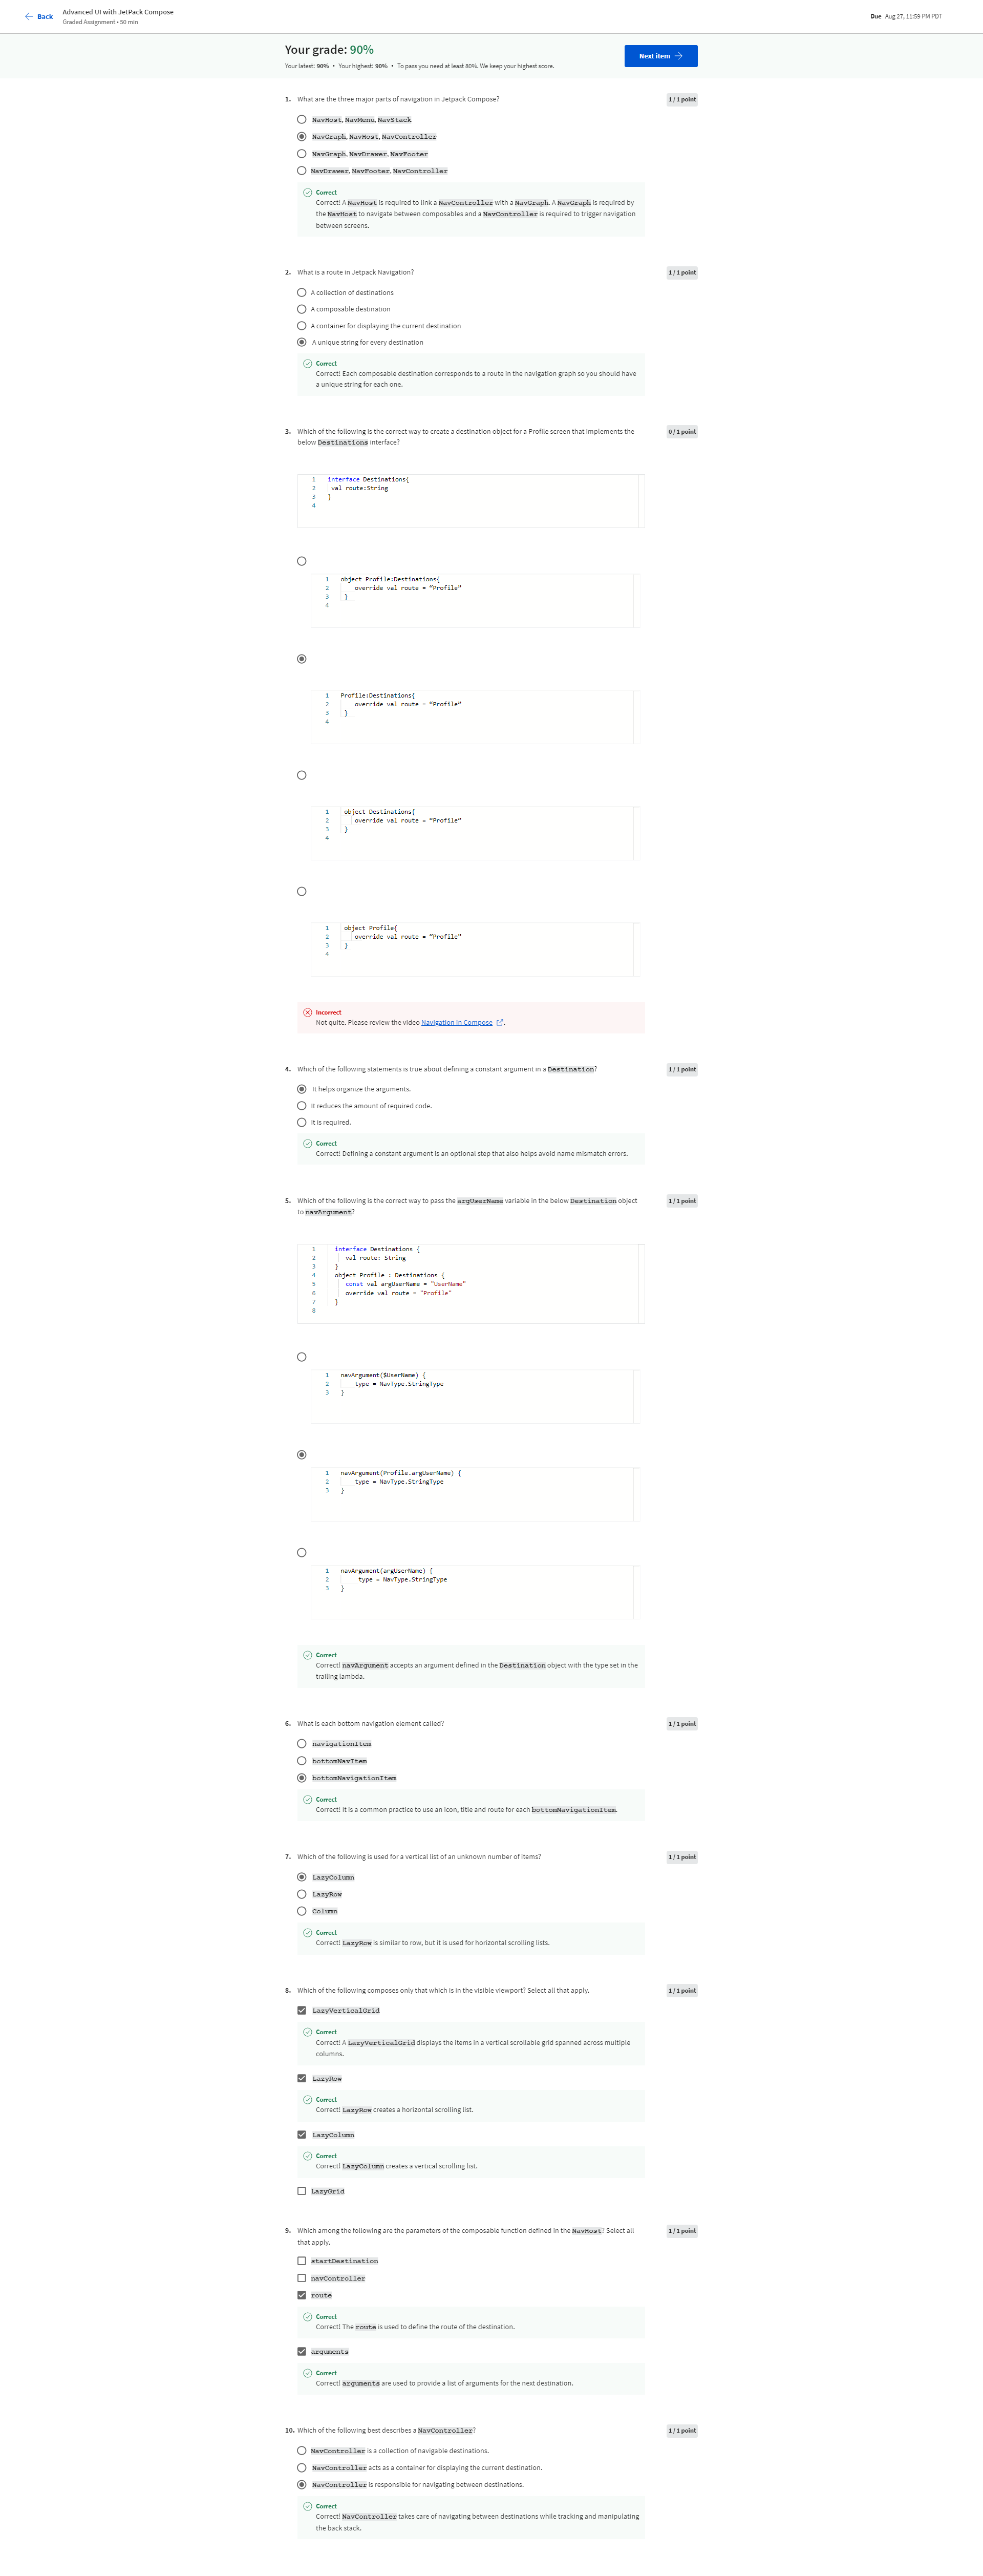 Back
Advanced UI with JetPack Compose
Graded Assignment • 50 min
Due Aug 27, 11:59 PM PDT
Your grade: 90%
Your latest: 90% • Your highest: 90% • To pass you need at least 80%. We keep your highest score.
Next item
1. What are the three major parts of navigation in Jetpack Compose?
1 / 1 point
NavHost, NavMenu, NavStack
NavGraph, NavHost, NavController
NavGraph, NavDrawer, NavFooter
NavDrawer, NavFooter, NavController
Correct
Correct! A NavHost is required to link a NavController with a NavGraph. A NavGraph is required by
the NavHost to navigate between composables and a NavController is required to trigger navigation
between screens.
2. What is a route in Jetpack Navigation?
1 / 1 point
A collection of destinations
A composable destination
A container for displaying the current destination
A unique string for every destination
Correct
Correct! Each composable destination corresponds to a route in the navigation graph so you should have
a unique string for each one.
3. Which of the following is the correct way to create a destination object for a Profile screen that implements the
below Destinations interface?
0 / 1 point
1 interface Destinations{
2 val route:String
3 }
4
1 object Profile:Destinations{
2 override val route = “Profile”
3 }
4
1 Profile:Destinations{
2 override val route = “Profile”
3 }
4
1 object Destinations{
2 override val route = “Profile”
3 }
4
1 object Profile{
2 override val route = “Profile”
3 }
4
Incorrect
Not quite. Please review the video Navigation in Compose .
4. Which of the following statements is true about defining a constant argument in a Destination?
1 / 1 point
It helps organize the arguments.
It reduces the amount of required code.
It is required.
Correct
Correct! Defining a constant argument is an optional step that also helps avoid name mismatch errors.
5. Which of the following is the correct way to pass the argUserName variable in the below Destination object
to navArgument?
1 / 1 point
1 interface Destinations {
2 val route: String
3 }
4 object Profile : Destinations {
5 const val argUserName = "UserName"
6 override val route = "Profile"
7 }
8
1 navArgument($UserName) {
2 type = NavType.StringType
3 }
1 navArgument(Profile.argUserName) {
2 type = NavType.StringType
3 }
1 navArgument(argUserName) {
2 type = NavType.StringType
3 }
Correct
Correct! navArgument accepts an argument defined in the Destination object with the type set in the
trailing lambda.
6. What is each bottom navigation element called?
1 / 1 point
navigationItem
bottomNavItem
bottomNavigationItem
Correct
Correct! It is a common practice to use an icon, title and route for each bottomNavigationItem.
7. Which of the following is used for a vertical list of an unknown number of items?
1 / 1 point
LazyColumn
LazyRow
Column
Correct
Correct! LazyRow is similar to row, but it is used for horizontal scrolling lists.
8. Which of the following composes only that which is in the visible viewport? Select all that apply.
1 / 1 point
LazyVerticalGrid
Correct
Correct! A LazyVerticalGrid displays the items in a vertical scrollable grid spanned across multiple
columns.
LazyRow
Correct
Correct! LazyRow creates a horizontal scrolling list.
LazyColumn
Correct
Correct! LazyColumn creates a vertical scrolling list.
LazyGrid
9. Which among the following are the parameters of the composable function defined in the NavHost? Select all
that apply.
1 / 1 point
startDestination
navController
route
Correct
Correct! The route is used to define the route of the destination.
arguments
Correct
Correct! arguments are used to provide a list of arguments for the next destination.
10. Which of the following best describes a NavController?
1 / 1 point
NavController is a collection of navigable destinations.
NavController acts as a container for displaying the current destination.
NavController is responsible for navigating between destinations.
Correct
Correct! NavController takes care of navigating between destinations while tracking and manipulating
the back stack.